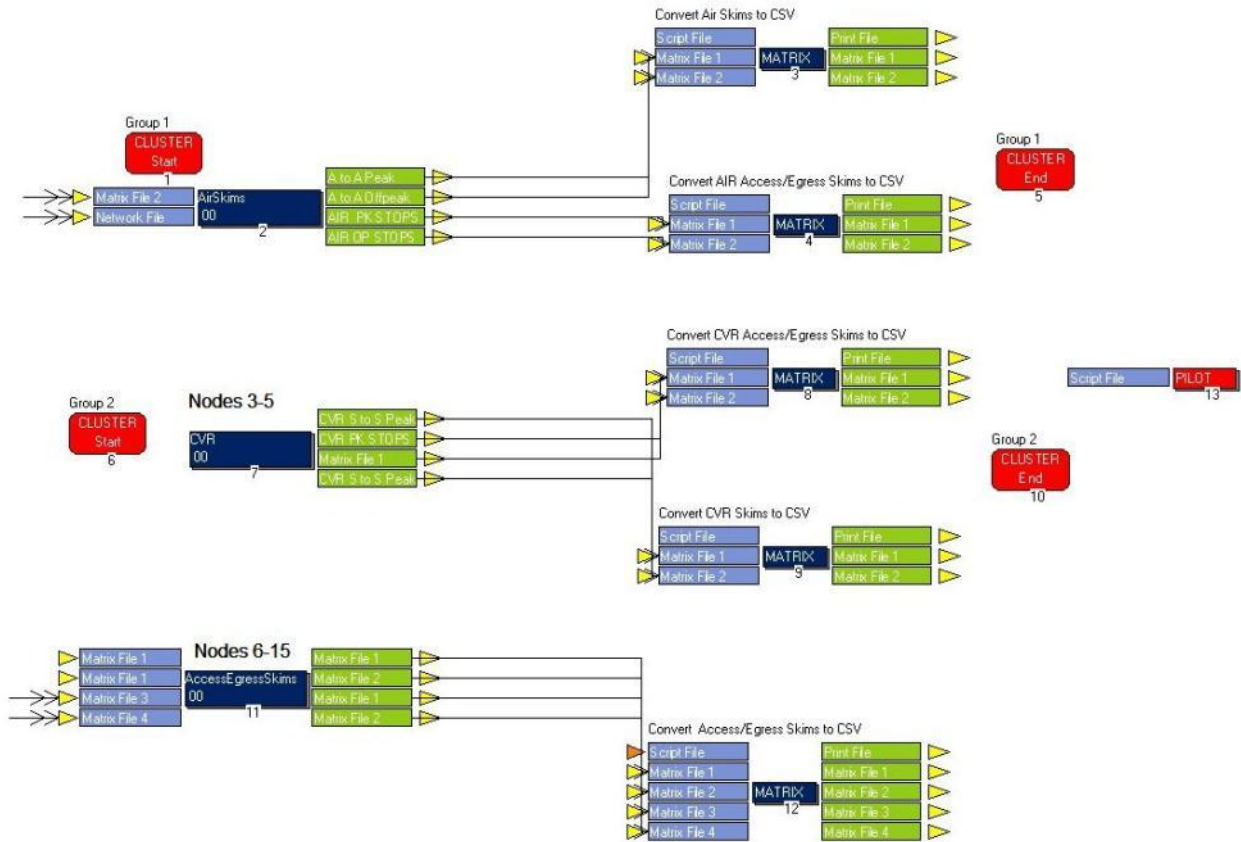 Convert Air Skims to CSV
Script File
MATRIX
3
Print File
Matrix File 1
Matrix File 1
Matrix File 2
Matrix File 2
Group 1
CLUSTER
Start
1
Group 1
CLUSTER
End
5
Matrix File 2
Network File
AirSkims
00
2
A to A Peak
A to A Offpeak
AIR PK STOPS
AIR OP STOPS
Convert AIR Access/Egress Skims to CSV
Script File
MATRIX
4
Print File
Matrix File 1
Matrix File 1
Matrix File 2
Matrix File 2
Convert CVR Access/Egress Skims to CSV
Script File
MATRIX
8
Print File
Matrix File 1
Matrix File 1
Matrix File 2
Matrix File 2
Script File
PILOT
13
Group 2
CLUSTER
Start
6
Nodes 3-5
CVR
00
7
CVR S to S Peak
CVR PK STOPS
Matrix File 1
CVR S to S Peak
Group 2
CLUSTER
End
10
Convert CVR Skims to CSV
Script File
MATRIX
9
Print File
Matrix File 1
Matrix File 1
Matrix File 2
Matrix File 2
Nodes 6-15
Matrix File 1
Matrix File 1
Matrix File 3
Matrix File 4
AccessEgressSkims
00
11
Matrix File 1
Matrix File 2
Matrix File 1
Matrix File 2
Convert Access/Egress Skims to CSV
Script File
Matrix File 1
Matrix File 2
Matrix File 3
Matrix File 4
MATRIX
12
Print File
Matrix File 1
Matrix File 2
Matrix File 3
Matrix File 4